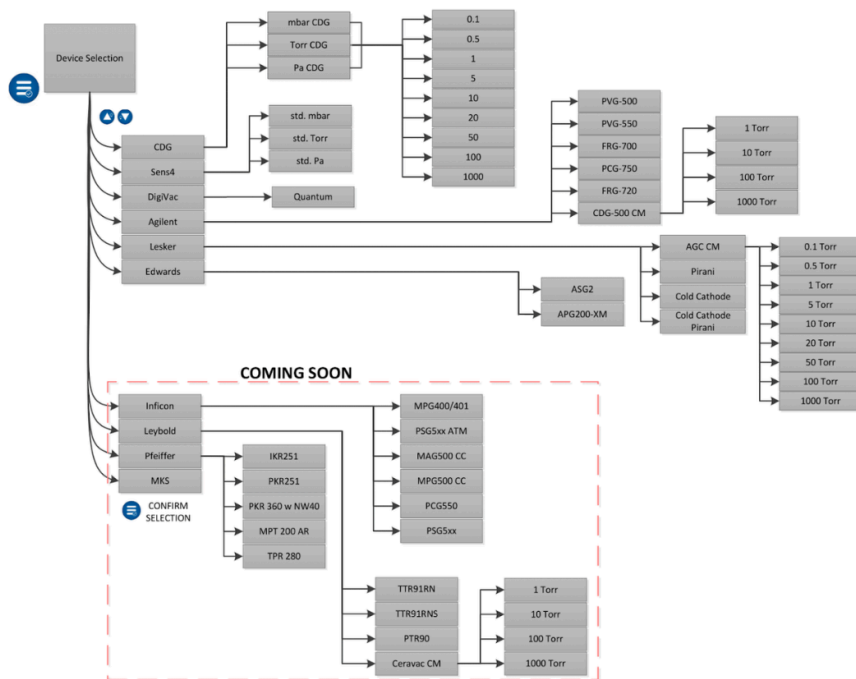 Device Selection
mbar CDG
Torr CDG
Pa CDG
0.1
0.5
1
5
10
20
50
100
1000
std. mbar
std. Torr
std. Pa
CDG
Sens4
DigiVac
Agilent
Lesker
Edwards
Quantum
PVG-500
PVG-550
FRG-700
PCG-750
FRG-720
CDG-500 CM
1 Torr
10 Torr
100 Torr
1000 Torr
AGC CM
Pirani
Cold Cathode
Cold Cathode
Pirani
0.1 Torr
0.5 Torr
1 Torr
5 Torr
10 Torr
20 Torr
50 Torr
100 Torr
1000 Torr
ASG2
APG200-XM
COMING SOON
Inficon
Leybold
Pfeiffer
MKS
CONFIRM
SELECTION
IKR251
PKR251
PKR 360 w NW40
MPT 200 AR
TPR 280
MPG400/401
PSG5xx ATM
MAG500 CC
MPG500 CC
PCG550
PSG5xx
TTR91RN
TTR91RNS
PTR90
Ceravac CM
1 Torr
10 Torr
100 Torr
1000 Torr